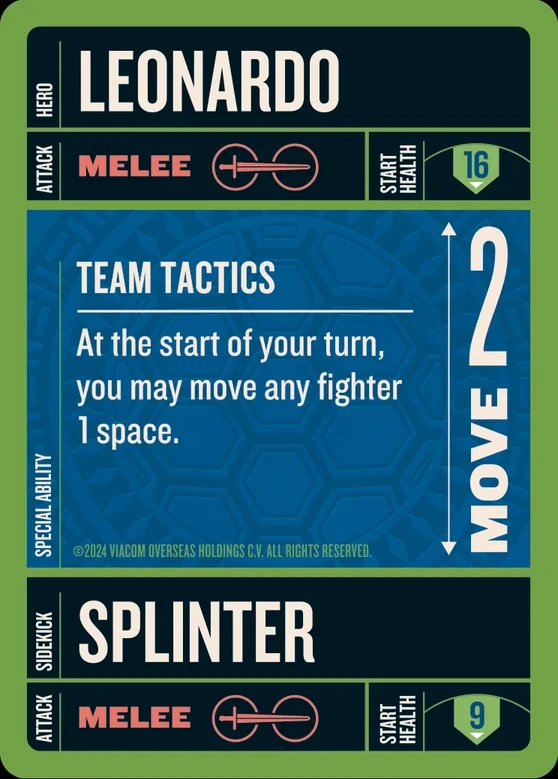 HERO
LEONARDO
ATTACK
MELEE
START
HEALTH
16
SPECIAL ABILITY
TEAM TACTICS
At the start of your turn,
you may move any fighter
1 space.
©2024 VIACOM OVERSEAS HOLDINGS C.V. ALL RIGHTS RESERVED.
MOVE 2
SIDEKICK
SPLINTER
ATTACK
MELEE
START
HEALTH
9